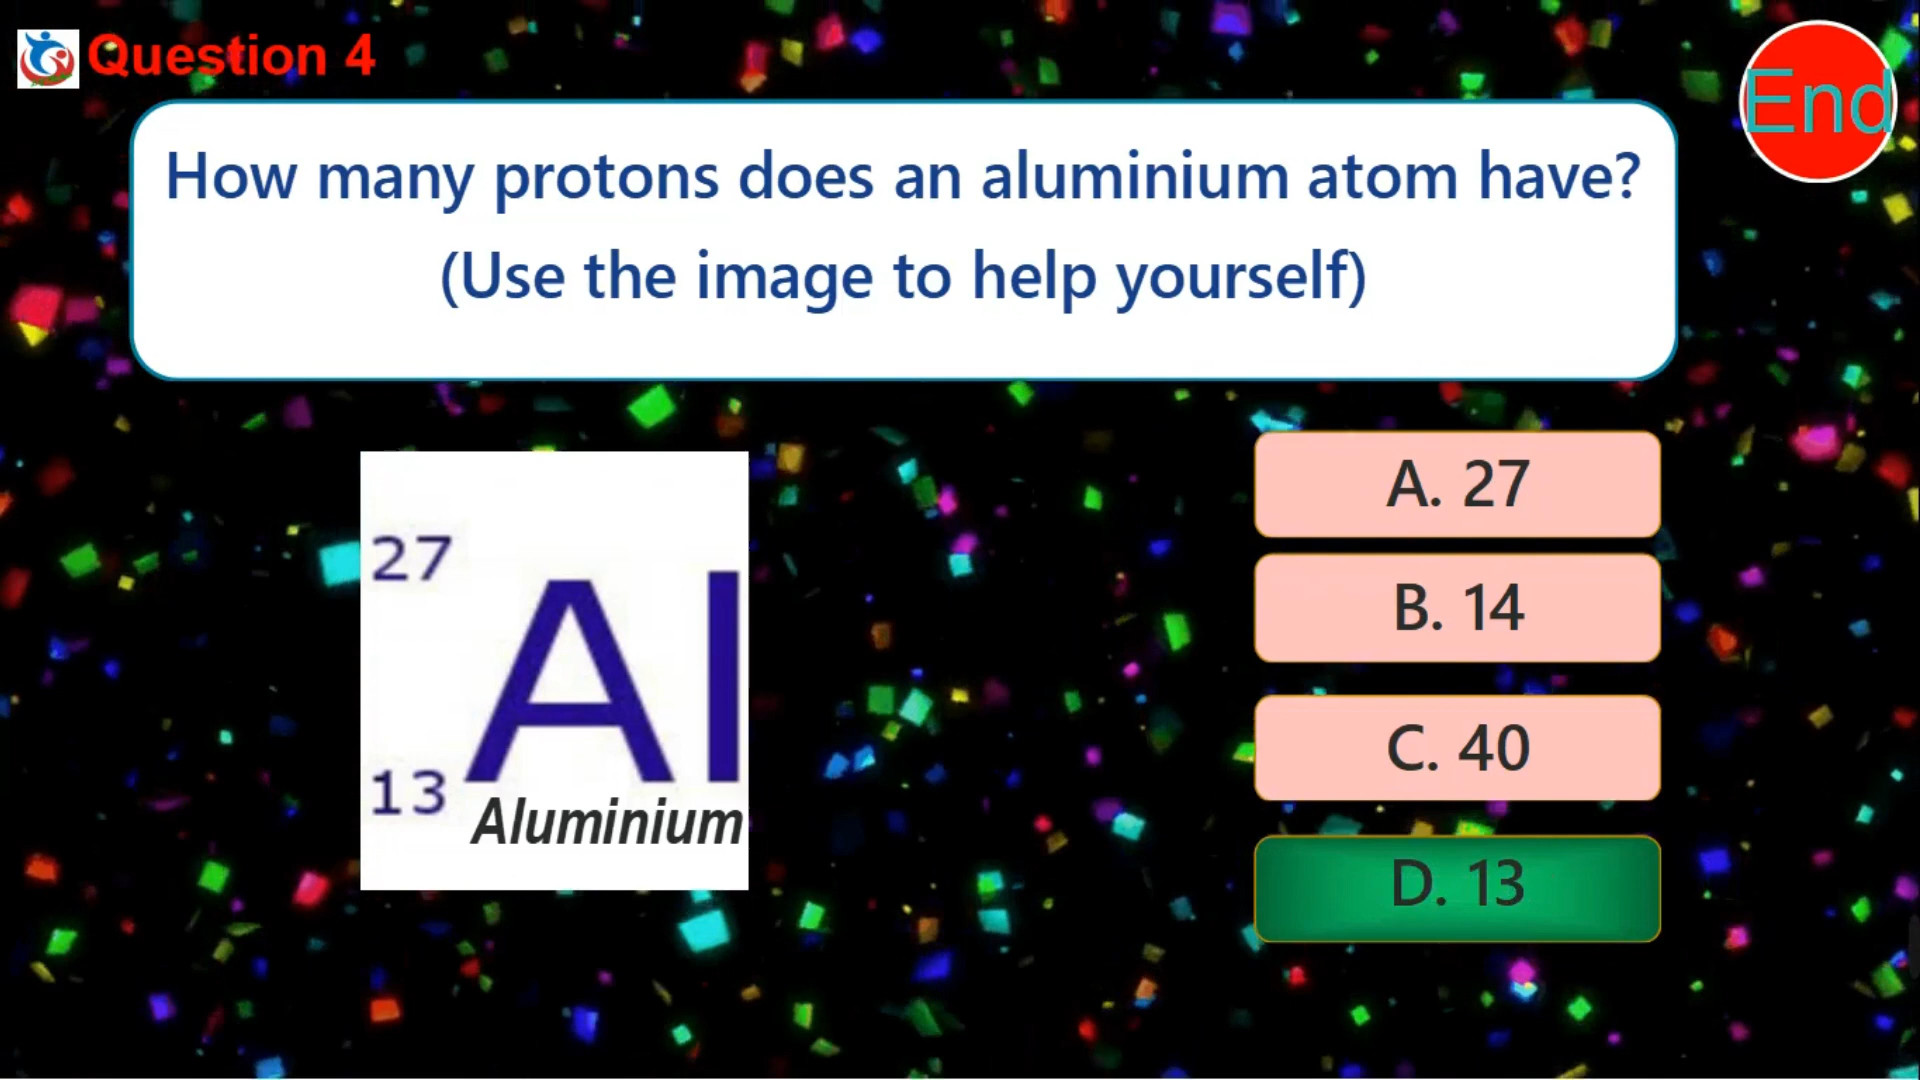 Question 4
End
How many protons does an aluminium atom have?
(Use the image to help yourself)
27
Al
13
Aluminium
A. 27
B. 14
C. 40
D. 13